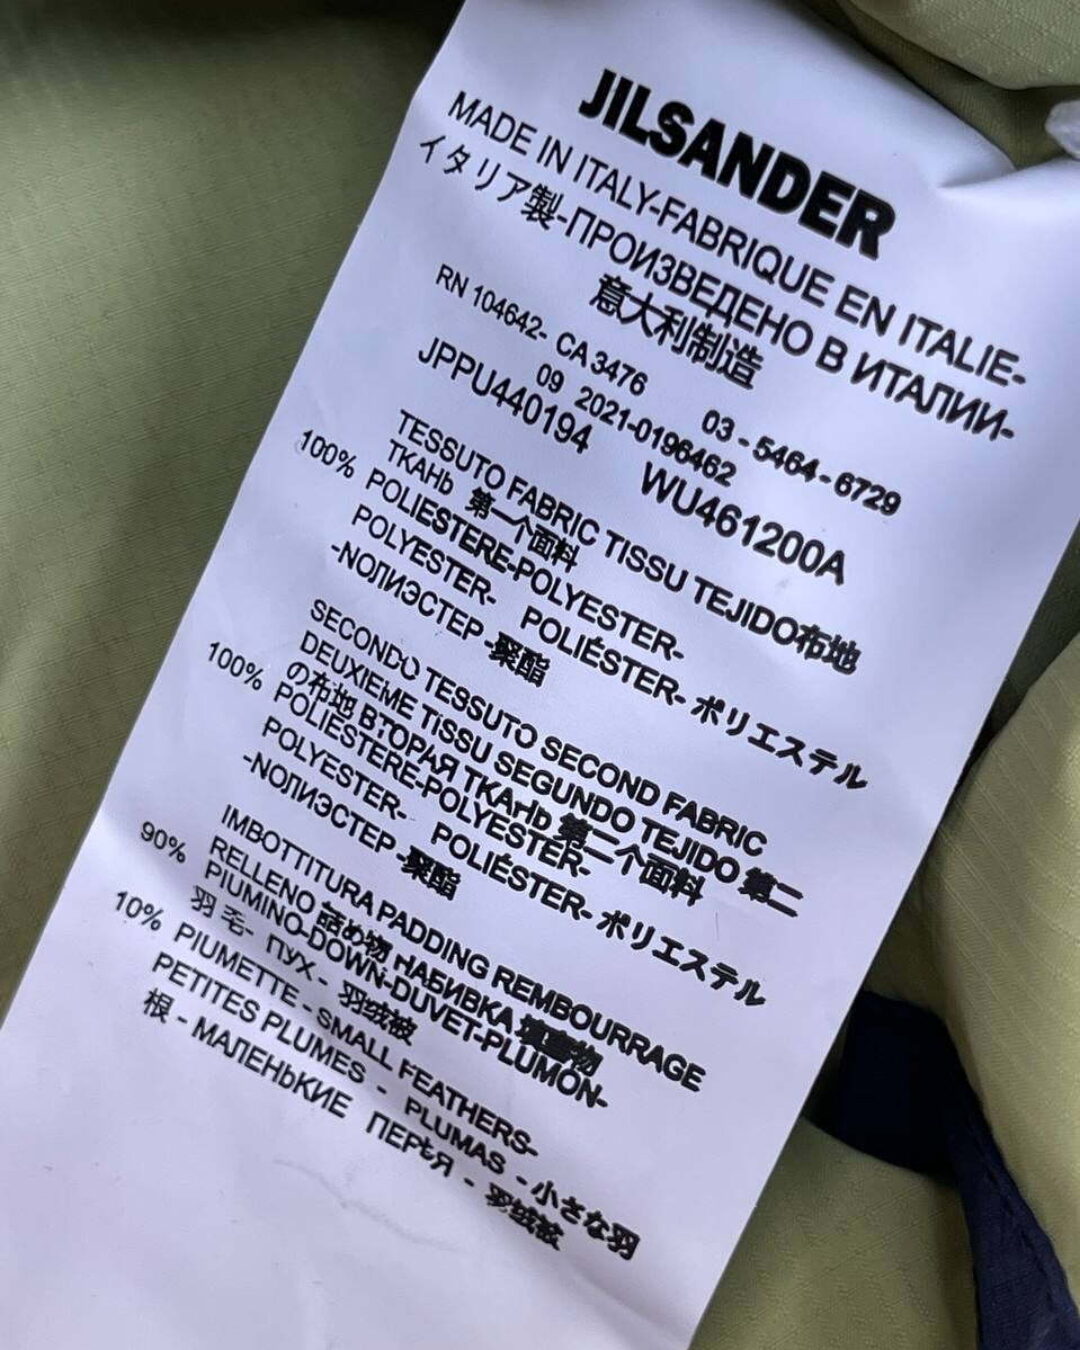 JILSANDER
MADE IN ITALY-FABRIQUE EN ITALIE-
イタリア製-ПРОИЗВЕДЕНО В ИТАЛИИ-
意大利制造
RN 104642- CA 3476 03 - 5464 - 6729
09 2021-0196462
JPPU440194 WU461200A
TESSUTO FABRIC TISSU TEJIDO布地
ТКАНЬ 第一个面料
100% POLIESTERE-POLYESTER-
POLYESTER- POLIÉSTER- ポリエステル
-NОЛИЭСТЕР -聚酯
SECONDO TESSUTO SECOND FABRIC
DEUXIEME TISSU SEGUNDO TEJIDO 第二
の布地 ВТОРАЯ ТКАНЬ 第二个面料
100% POLIESTERE-POLYESTER-
POLYESTER- POLIÉSTER- ポリエステル
-NОЛИЭСТЕР -聚酯
IMBOTTITURA PADDING REMBOURRAGE
RELLENO 詰め物 НАБИВКА 填塞物
90% PIUMINO-DOWN-DUVET-PLUMÓN-
羽毛- ПУХ - 羽绒被
10% PIUMETTE - SMALL FEATHERS-
PETITES PLUMES - PLUMAS - 小さな羽
根 - МАЛЕНЬКИЕ ПЕРЬЯ - 羽绒被